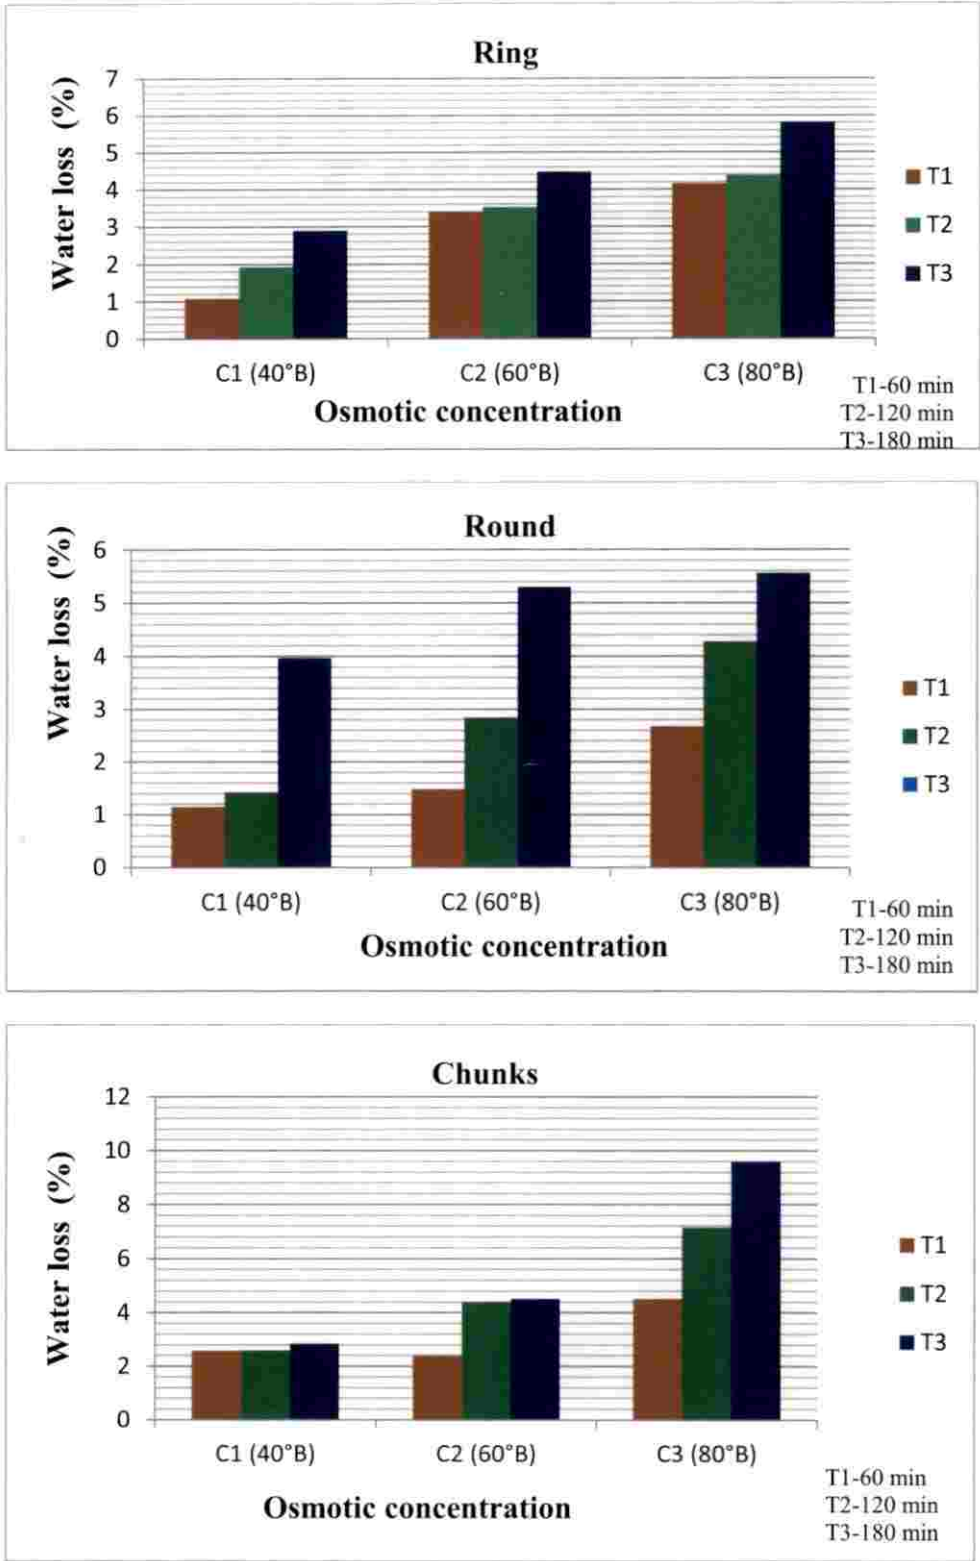 Ring
Water loss (%)
7
6
5
4
3
2
1
0
C1 (40°B) C2 (60°B) C3 (80°B)
Osmotic concentration
T1
T2
T3
T1-60 min
T2-120 min
T3-180 min
Round
Water loss (%)
6
5
4
3
2
1
0
C1 (40°B) C2 (60°B) C3 (80°B)
Osmotic concentration
T1
T2
T3
T1-60 min
T2-120 min
T3-180 min
Chunks
Water loss (%)
12
10
8
6
4
2
0
C1 (40°B) C2 (60°B) C3 (80°B)
Osmotic concentration
T1
T2
T3
T1-60 min
T2-120 min
T3-180 min